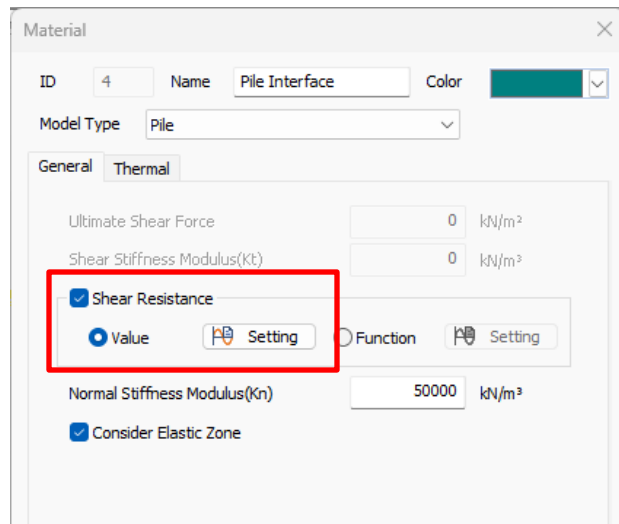 Material
ID 4 Name Pile Interface Color
Model Type Pile
General Thermal
Ultimate Shear Force 0 kN/m²
Shear Stiffness Modulus(Kt) 0 kN/m³
Shear Resistance
Value Setting Function Setting
Normal Stiffness Modulus(Kn) 50000 kN/m³
Consider Elastic Zone